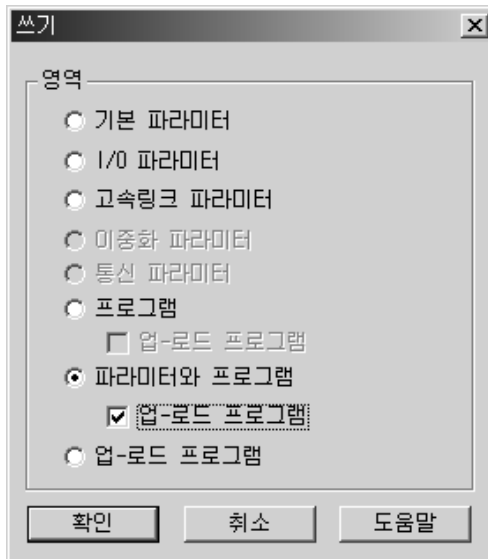 쓰기
영역
기본 파라미터
I/O 파라미터
고속링크 파라미터
이중화 파라미터
통신 파라미터
프로그램
업-로드 프로그램
파라미터와 프로그램
업-로드 프로그램
업-로드 프로그램
확인 취소 도움말